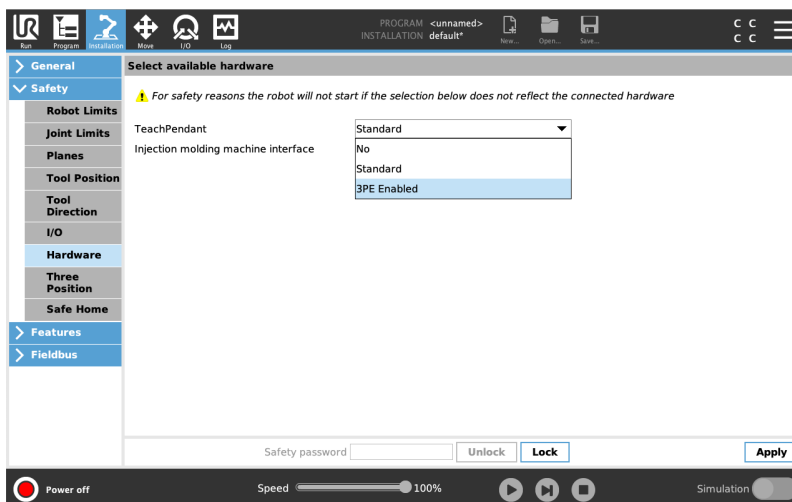 UR
Run
Program
Installation
Move
I/O
Log
PROGRAM <unnamed>
INSTALLATION default*
New...
Open...
Save...
C C
C C
General
Safety
Robot Limits
Joint Limits
Planes
Tool Position
Tool
Direction
I/O
Hardware
Three
Position
Safe Home
Features
Fieldbus
Select available hardware
For safety reasons the robot will not start if the selection below does not reflect the connected hardware
TeachPendant
Standard
Injection molding machine interface
No
Standard
3PE Enabled
Safety password
Unlock
Lock
Apply
Power off
Speed
100%
Simulation